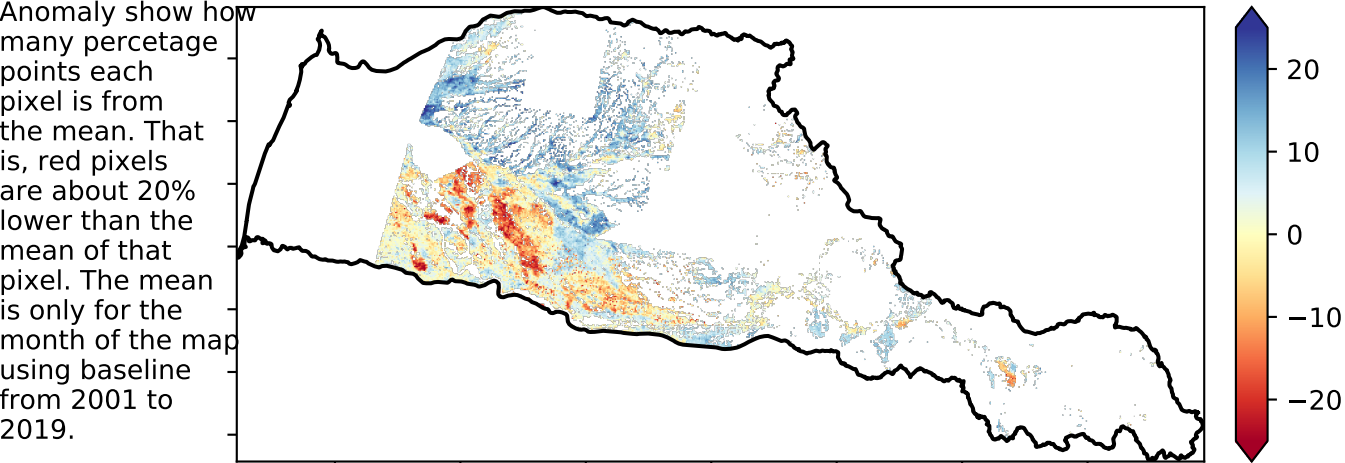 Anomaly show how
many percetage
points each
pixel is from
the mean. That
is, red pixels
are about 20%
lower than the
mean of that
pixel. The mean
is only for the
month of the map
using baseline
from 2001 to
2019.
20
10
0
−10
−20